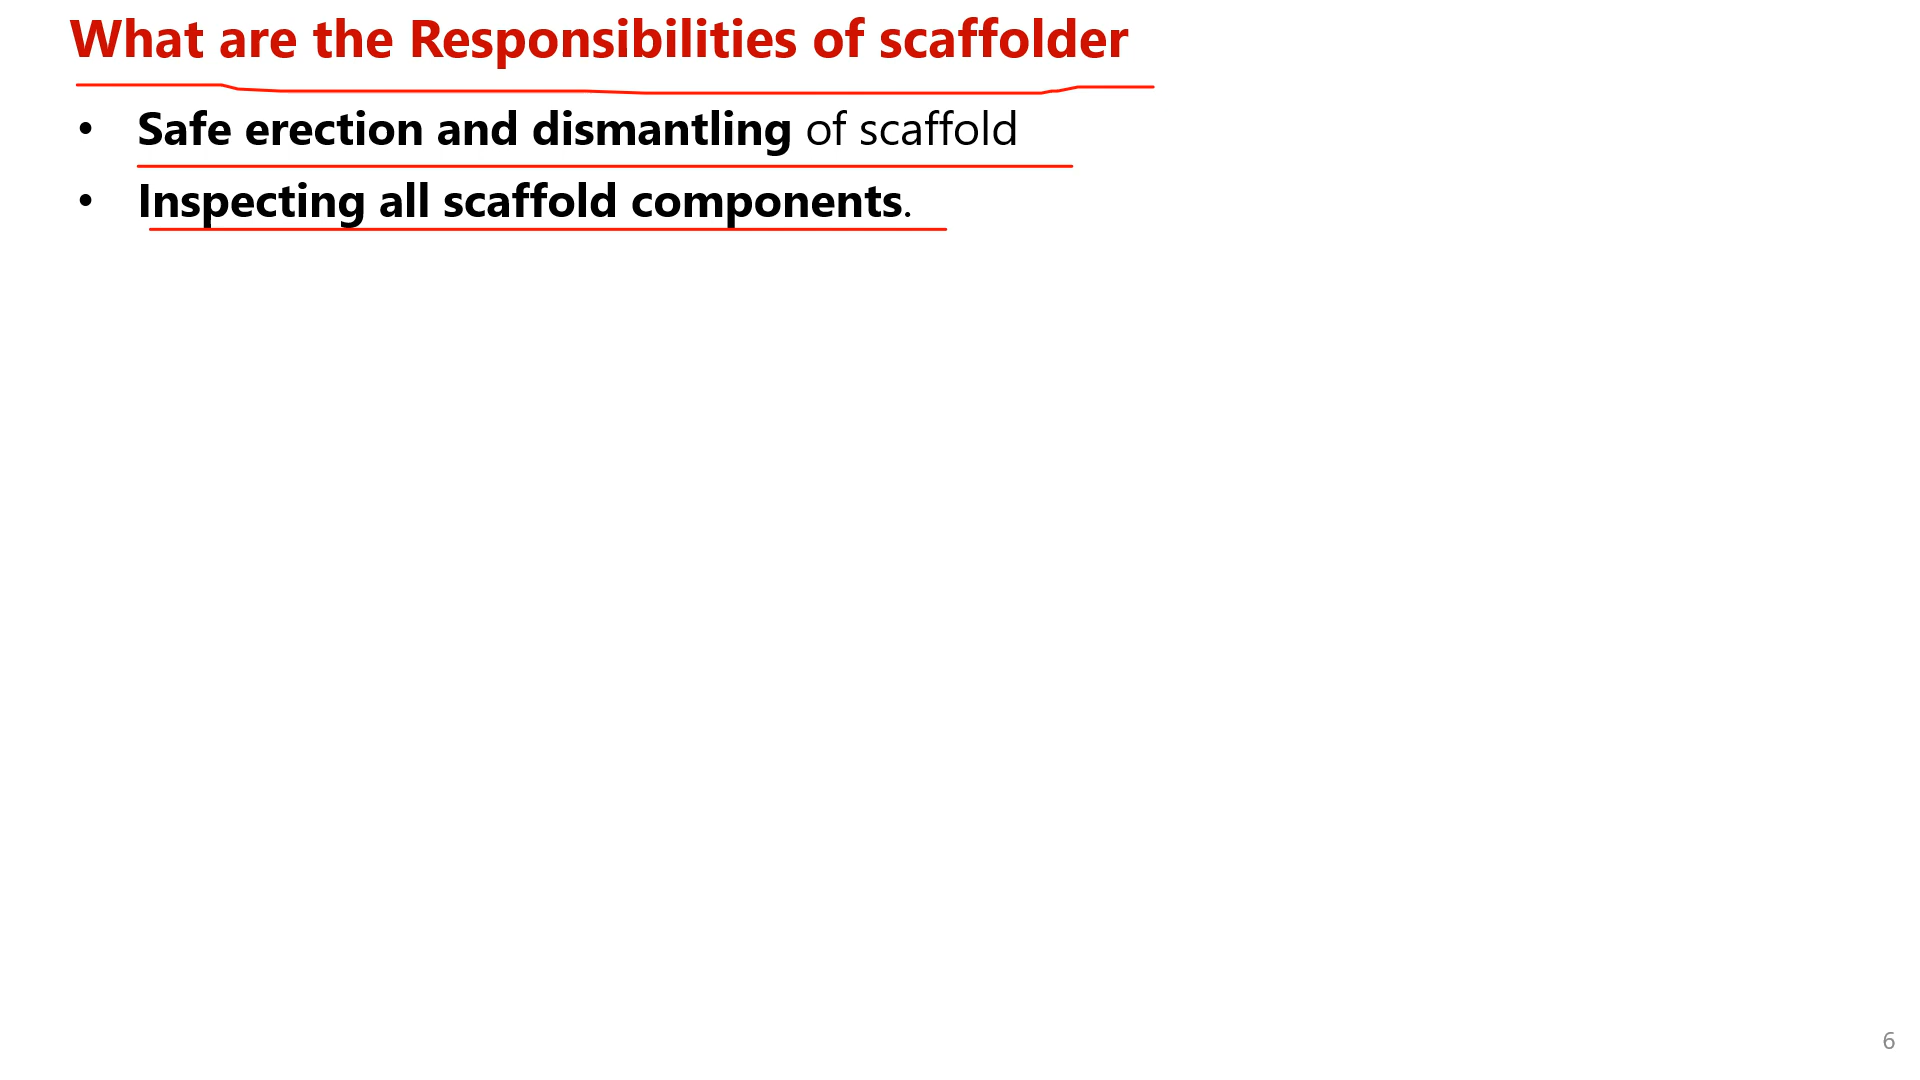 What are the Responsibilities of scaffolder
• Safe erection and dismantling of scaffold
• Inspecting all scaffold components.
6